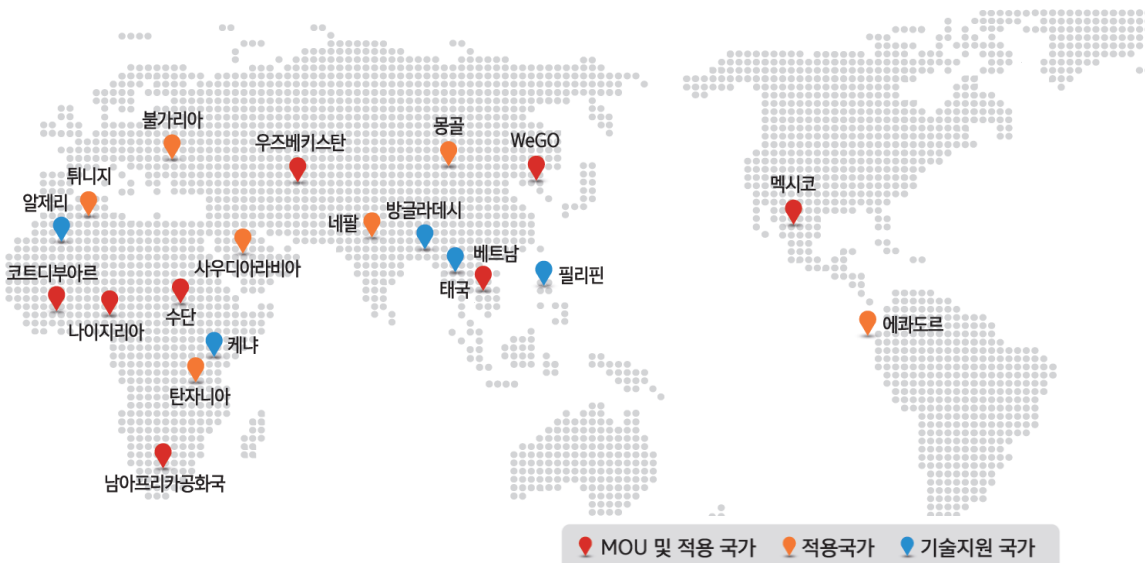 불가리아
우즈베키스탄
몽골
WeGO
튀니지
알제리
멕시코
네팔
방글라데시
사우디아라비아
베트남
태국
필리핀
코트디부아르
나이지리아
수단
케냐
에콰도르
탄자니아
남아프리카공화국
MOU 및 적용 국가 적용국가 기술지원 국가